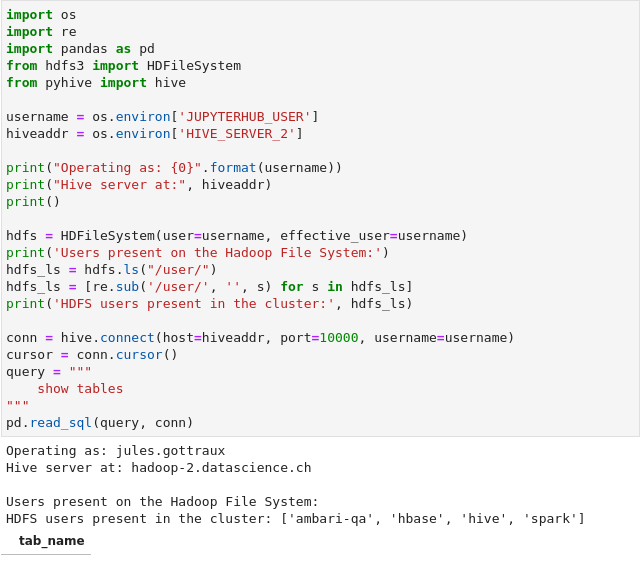 import os
import re
import pandas as pd
from hdfs3 import HDFileSystem
from pyhive import hive

username = os.environ['JUPYTERHUB_USER']
hiveaddr = os.environ['HIVE_SERVER_2']

print("Operating as: {0}".format(username))
print("Hive server at:", hiveaddr)
print()

hdfs = HDFileSystem(user=username, effective_user=username)
print('Users present on the Hadoop File System:')
hdfs_ls = hdfs.ls("/user/")
hdfs_ls = [re.sub('/user/', '', s) for s in hdfs_ls]
print('HDFS users present in the cluster:', hdfs_ls)

conn = hive.connect(host=hiveaddr, port=10000, username=username)
cursor = conn.cursor()
query = """
    show tables
"""
pd.read_sql(query, conn)
Operating as: jules.gottraux
Hive server at: hadoop-2.datascience.ch

Users present on the Hadoop File System:
HDFS users present in the cluster: ['ambari-qa', 'hbase', 'hive', 'spark']
tab_name